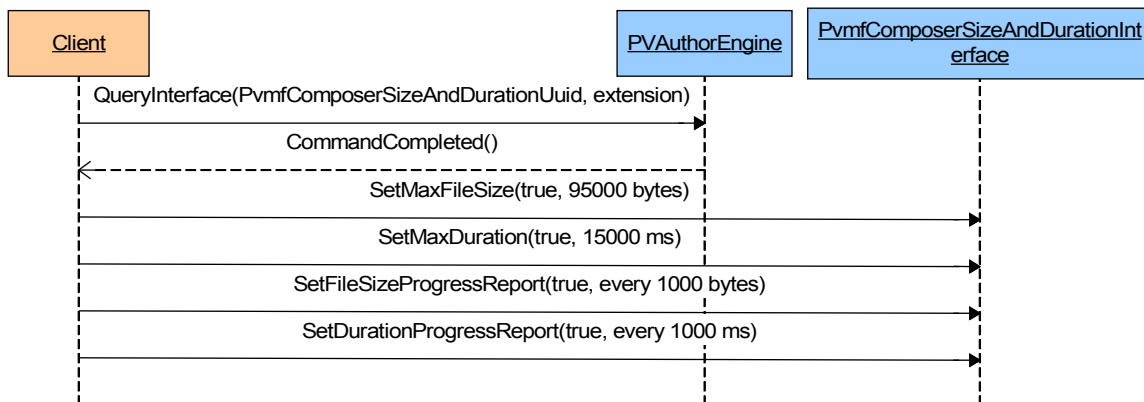 Client
PVAuthorEngine
PvmfComposerSizeAndDurationInt
erface
QueryInterface(PvmfComposerSizeAndDurationUuid, extension)
CommandCompleted()
SetMaxFileSize(true, 95000 bytes)
SetMaxDuration(true, 15000 ms)
SetFileSizeProgressReport(true, every 1000 bytes)
SetDurationProgressReport(true, every 1000 ms)